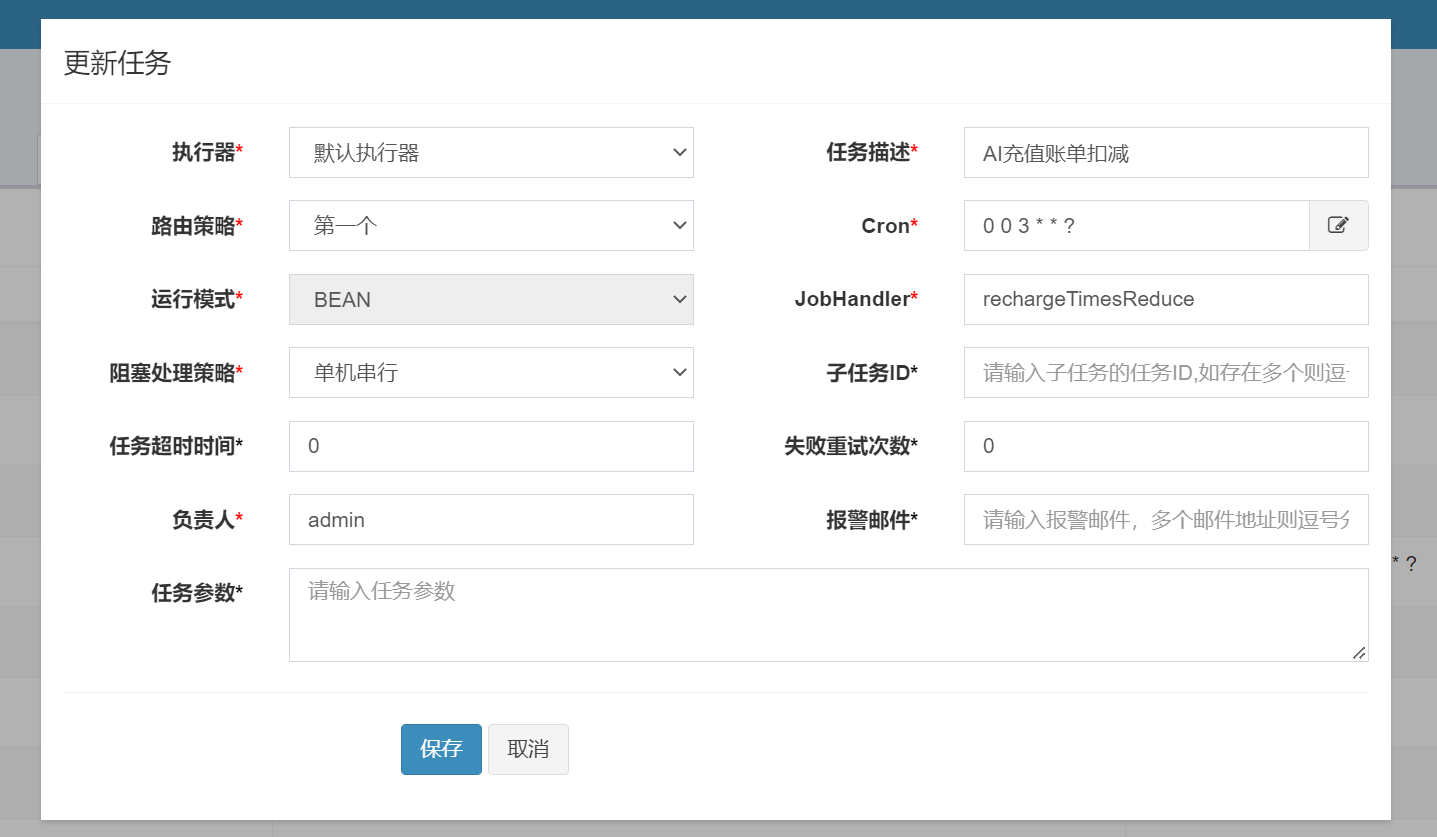 更新任务
执行器* 默认执行器 任务描述* AI充值账单扣减
路由策略* 第一个 Cron* 0 0 3 * * ?
运行模式* BEAN JobHandler* rechargeTimesReduce
阻塞处理策略* 单机串行 子任务ID* 请输入子任务的任务ID,如存在多个则逗
任务超时时间* 0 失败重试次数* 0
负责人* admin 报警邮件* 请输入报警邮件，多个邮件地址则逗号分
* ?
任务参数* 请输入任务参数
保存 取消